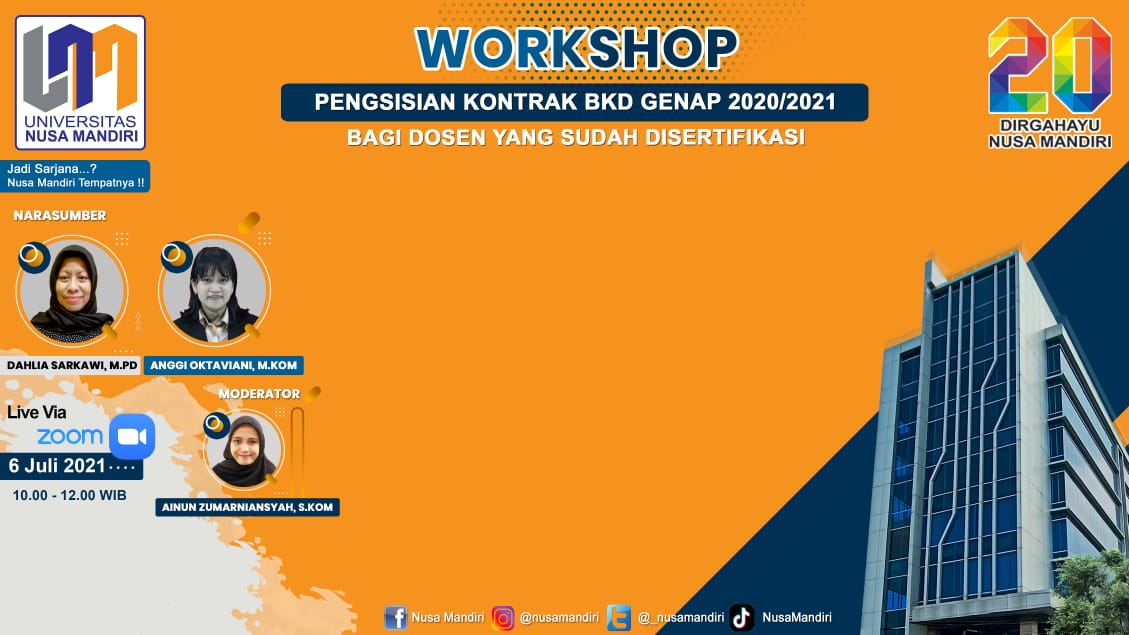 UNIVERSITAS
NUSA MANDIRI
WORKSHOP
PENGSISIAN KONTRAK BKD GENAP 2020/2021
BAGI DOSEN YANG SUDAH DISERTIFIKASI
20
DIRGAHAYU
NUSA MANDIRI
Jadi Sarjana...?
Nusa Mandiri Tempatnya !!
NARASUMBER
DAHLIA SARKAWI, M.PD
ANGGI OKTAVIANI, M.KOM
MODERATOR
AINUN ZUMARNIANSYAH, S.KOM
Live Via
zoom
6 Juli 2021
10.00 - 12.00 WIB
Nusa Mandiri
@nusamandiri
@_nusamandiri
NusaMandiri